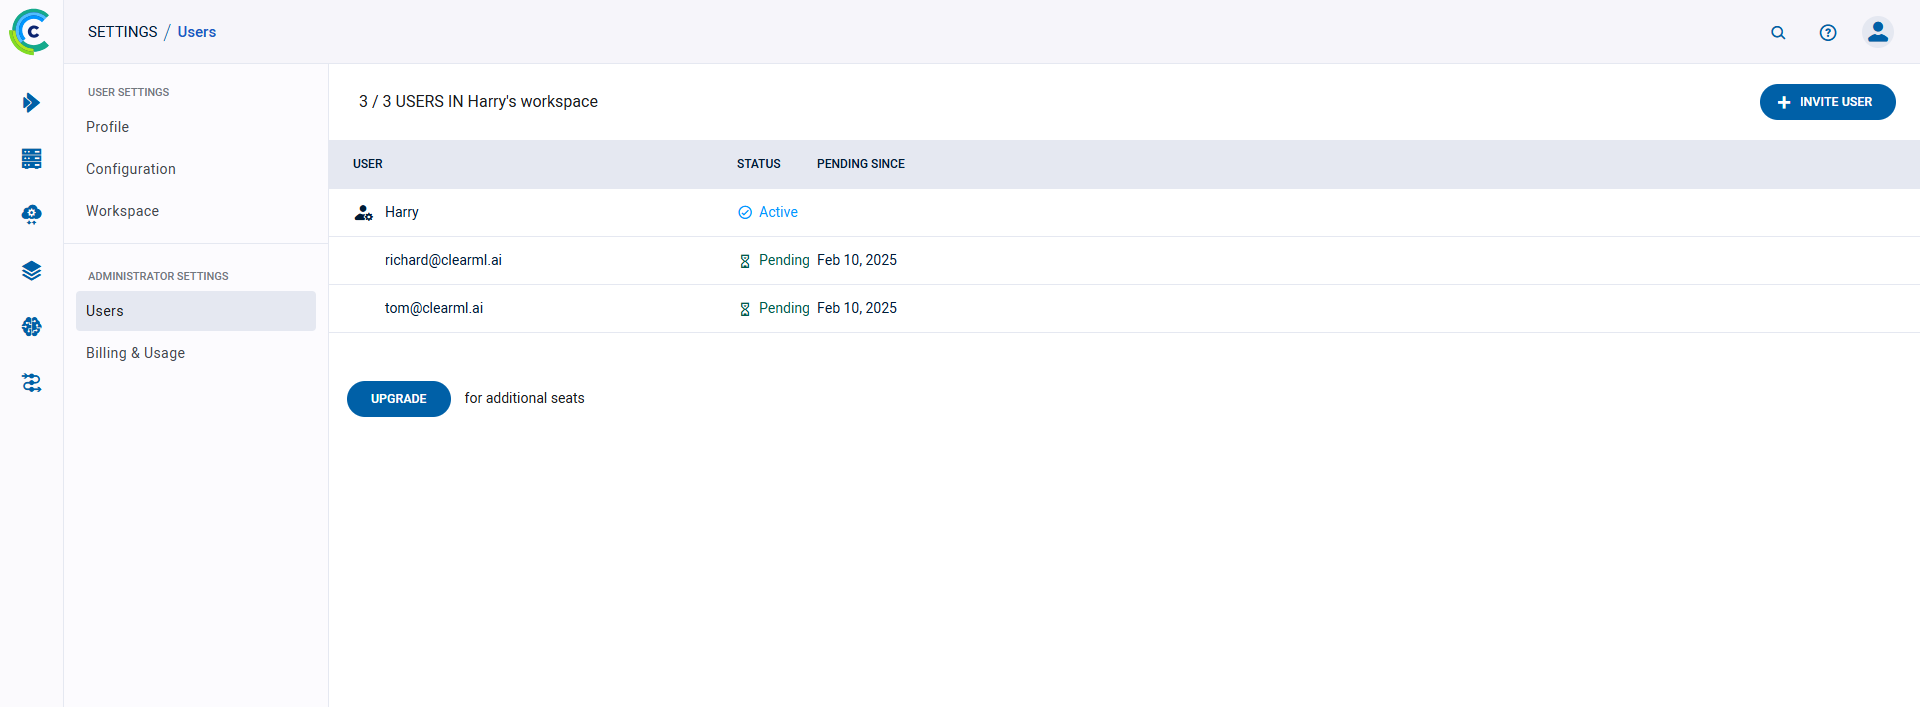 SETTINGS / Users
USER SETTINGS
Profile
Configuration
Workspace
ADMINISTRATOR SETTINGS
Users
Billing & Usage
3 / 3 USERS IN Harry's workspace
INVITE USER
USER STATUS PENDING SINCE
Harry Active
richard@clearml.ai Pending Feb 10, 2025
tom@clearml.ai Pending Feb 10, 2025
UPGRADE for additional seats